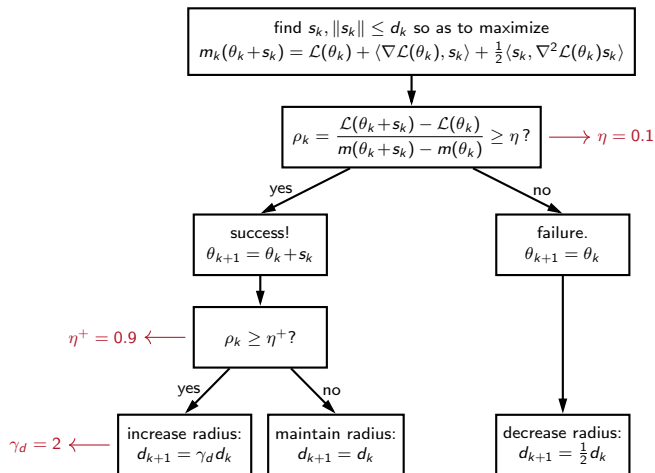 find s_k, ‖s_k‖ ≤ d_k so as to maximize
m_k(θ_k+s_k) = ℒ(θ_k) + ⟨∇ℒ(θ_k), s_k⟩ + ½⟨s_k, ∇²ℒ(θ_k)s_k⟩
ρ_k = (ℒ(θ_k+s_k) − ℒ(θ_k)) / (m(θ_k+s_k) − m(θ_k)) ≥ η ? → η = 0.1
yes
no
success!
θ_{k+1} = θ_k+s_k
failure.
θ_{k+1} = θ_k
η⁺ = 0.9 ← ρ_k ≥ η⁺?
yes
no
γ_d = 2 ←
increase radius:
d_{k+1} = γ_d d_k
maintain radius:
d_{k+1} = d_k
decrease radius:
d_{k+1} = ½d_k